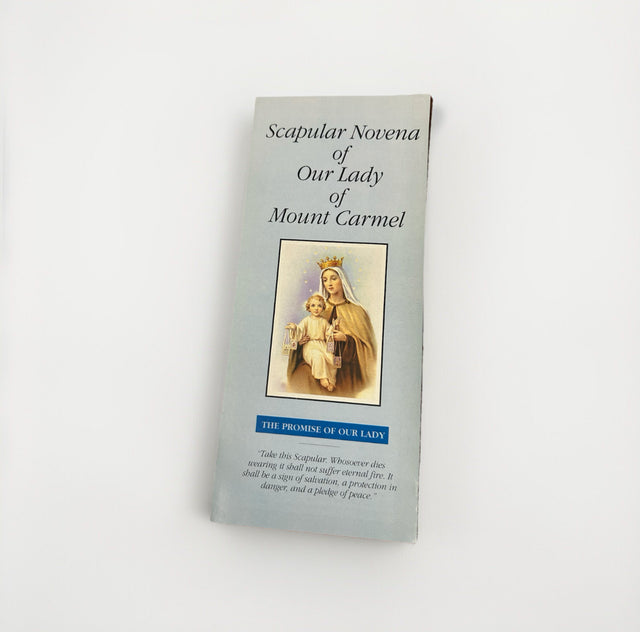 Scapular Novena
of
Our Lady
of
Mount Carmel
THE PROMISE OF OUR LADY
"Take this Scapular. Whosoever dies
wearing it shall not suffer eternal fire. It
shall be a sign of salvation, a protection in
danger, and a pledge of peace."